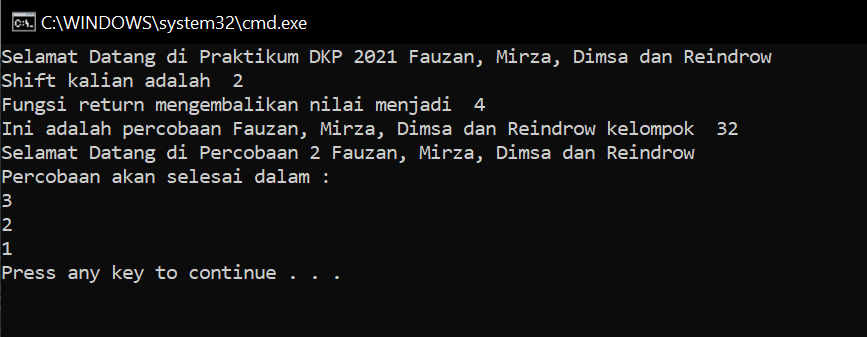 C:\WINDOWS\system32\cmd.exe
Selamat Datang di Praktikum DKP 2021 Fauzan, Mirza, Dimsa dan Reindrow
Shift kalian adalah  2
Fungsi return mengembalikan nilai menjadi  4
Ini adalah percobaan Fauzan, Mirza, Dimsa dan Reindrow kelompok  32
Selamat Datang di Percobaan 2 Fauzan, Mirza, Dimsa dan Reindrow
Percobaan akan selesai dalam :
3
2
1
Press any key to continue . . .